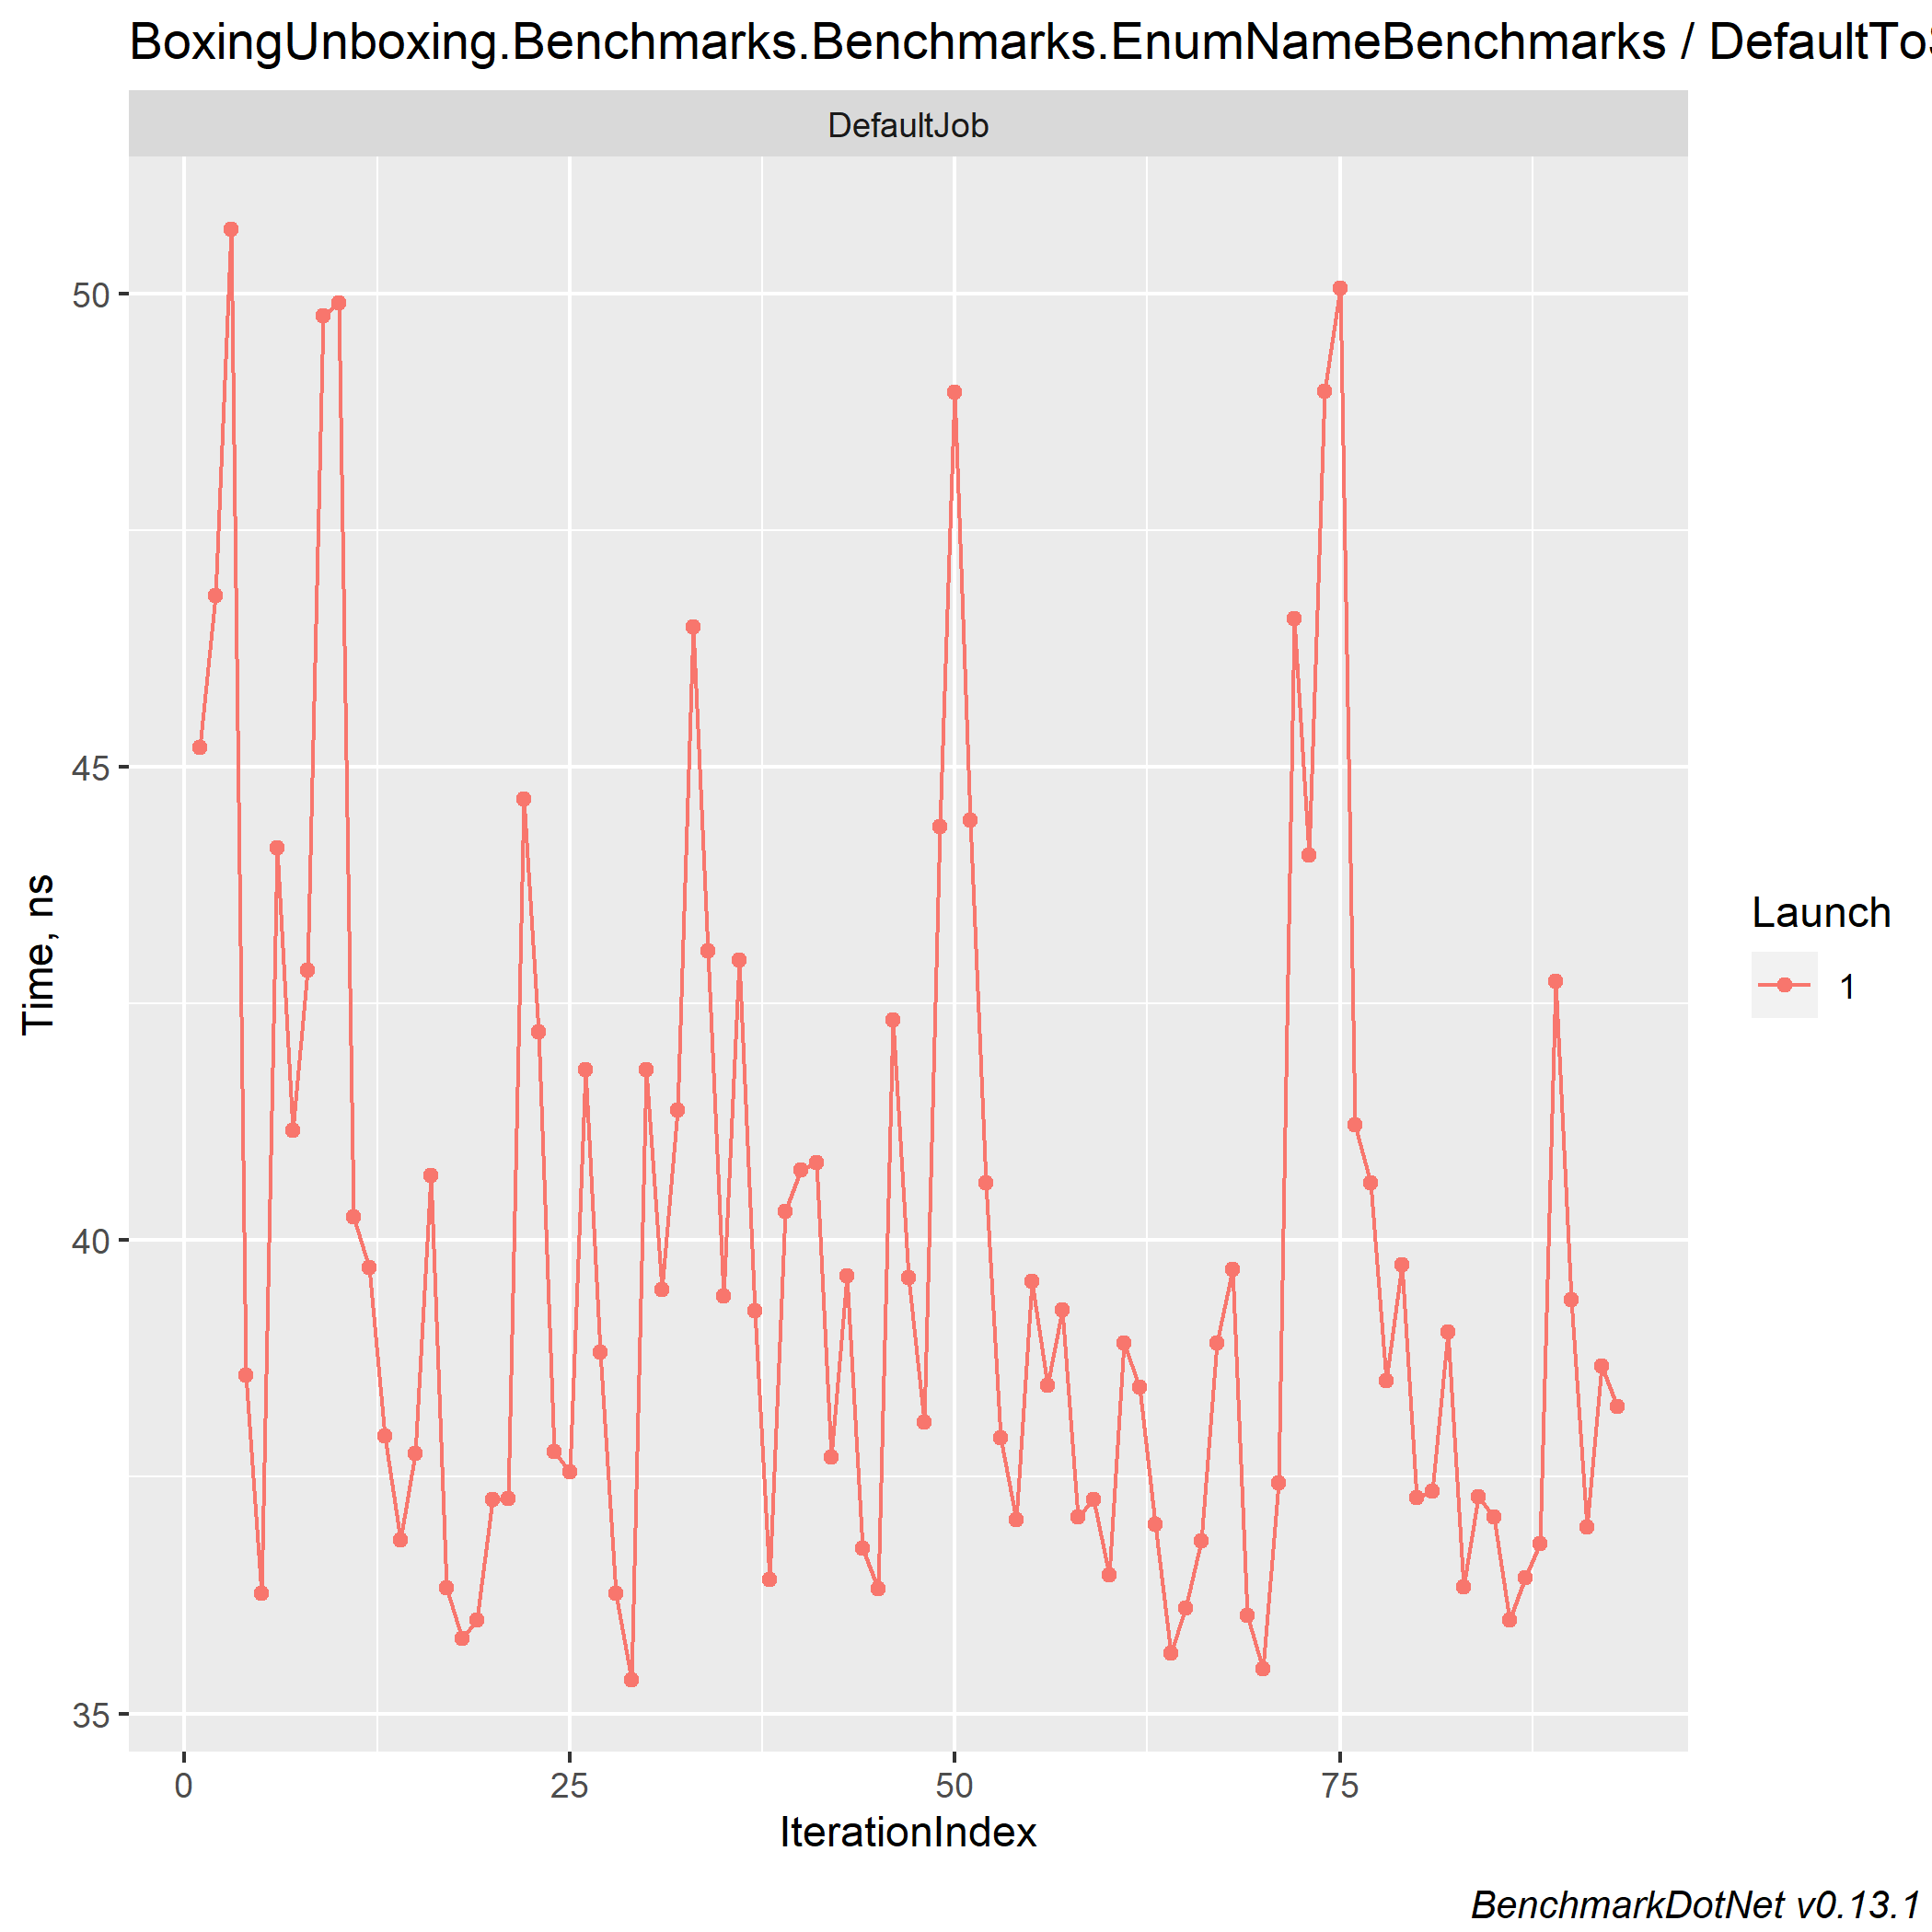 BoxingUnboxing.Benchmarks.Benchmarks.EnumNameBenchmarks / DefaultTo
DefaultJob
50
45
40
35
Time, ns
0 25 50 75
IterationIndex
Launch
1
BenchmarkDotNet v0.13.1